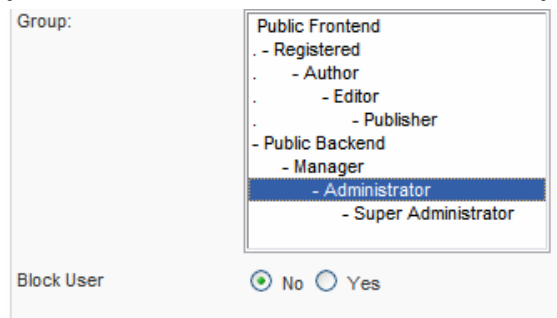 Group:
Public Frontend
. - Registered
. - Author
. - Editor
. - Publisher
- Public Backend
- Manager
- Administrator
- Super Administrator
Block User
No Yes